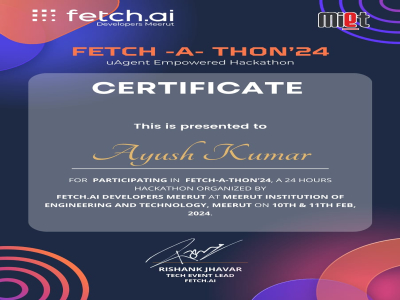 fetch.ai
Developers Meerut
miet
FETCH -A- THON'24
uAgent Empowered Hackathon
CERTIFICATE
This is presented to
Ayush Kumar
FOR PARTICIPATING IN FETCH-A-THON'24, A 24 HOURS
HACKATHON ORGANIZED BY
FETCH.AI DEVELOPERS MEERUT AT MEERUT INSTITUTION OF
ENGINEERING AND TECHNOLOGY, MEERUT ON 10TH & 11TH FEB,
2024.
RISHANK JHAVAR
TECH EVENT LEAD
FETCH.AI